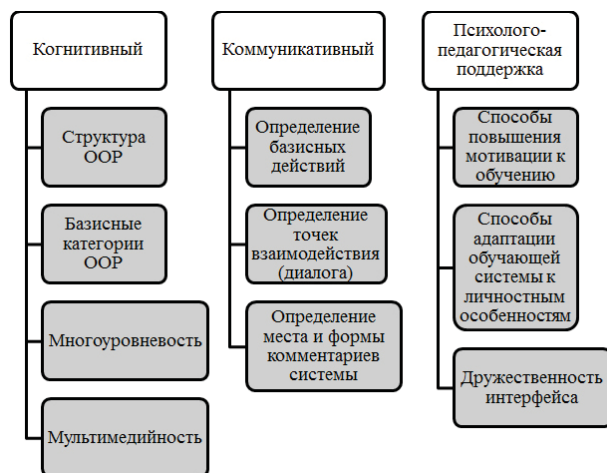 Когнитивный
Структура
ООР
Базисные
категории
ООР
Многоуровневость
Мультимедийность
Коммуникативный
Определение
базисных
действий
Определение
точек
взаимодействия
(диалога)
Определение
места и формы
комментариев
системы
Психолого-
педагогическая
поддержка
Способы
повышения
мотивации к
обучению
Способы
адаптации
обучающей
системы к
личностным
особенностям
Дружественность
интерфейса